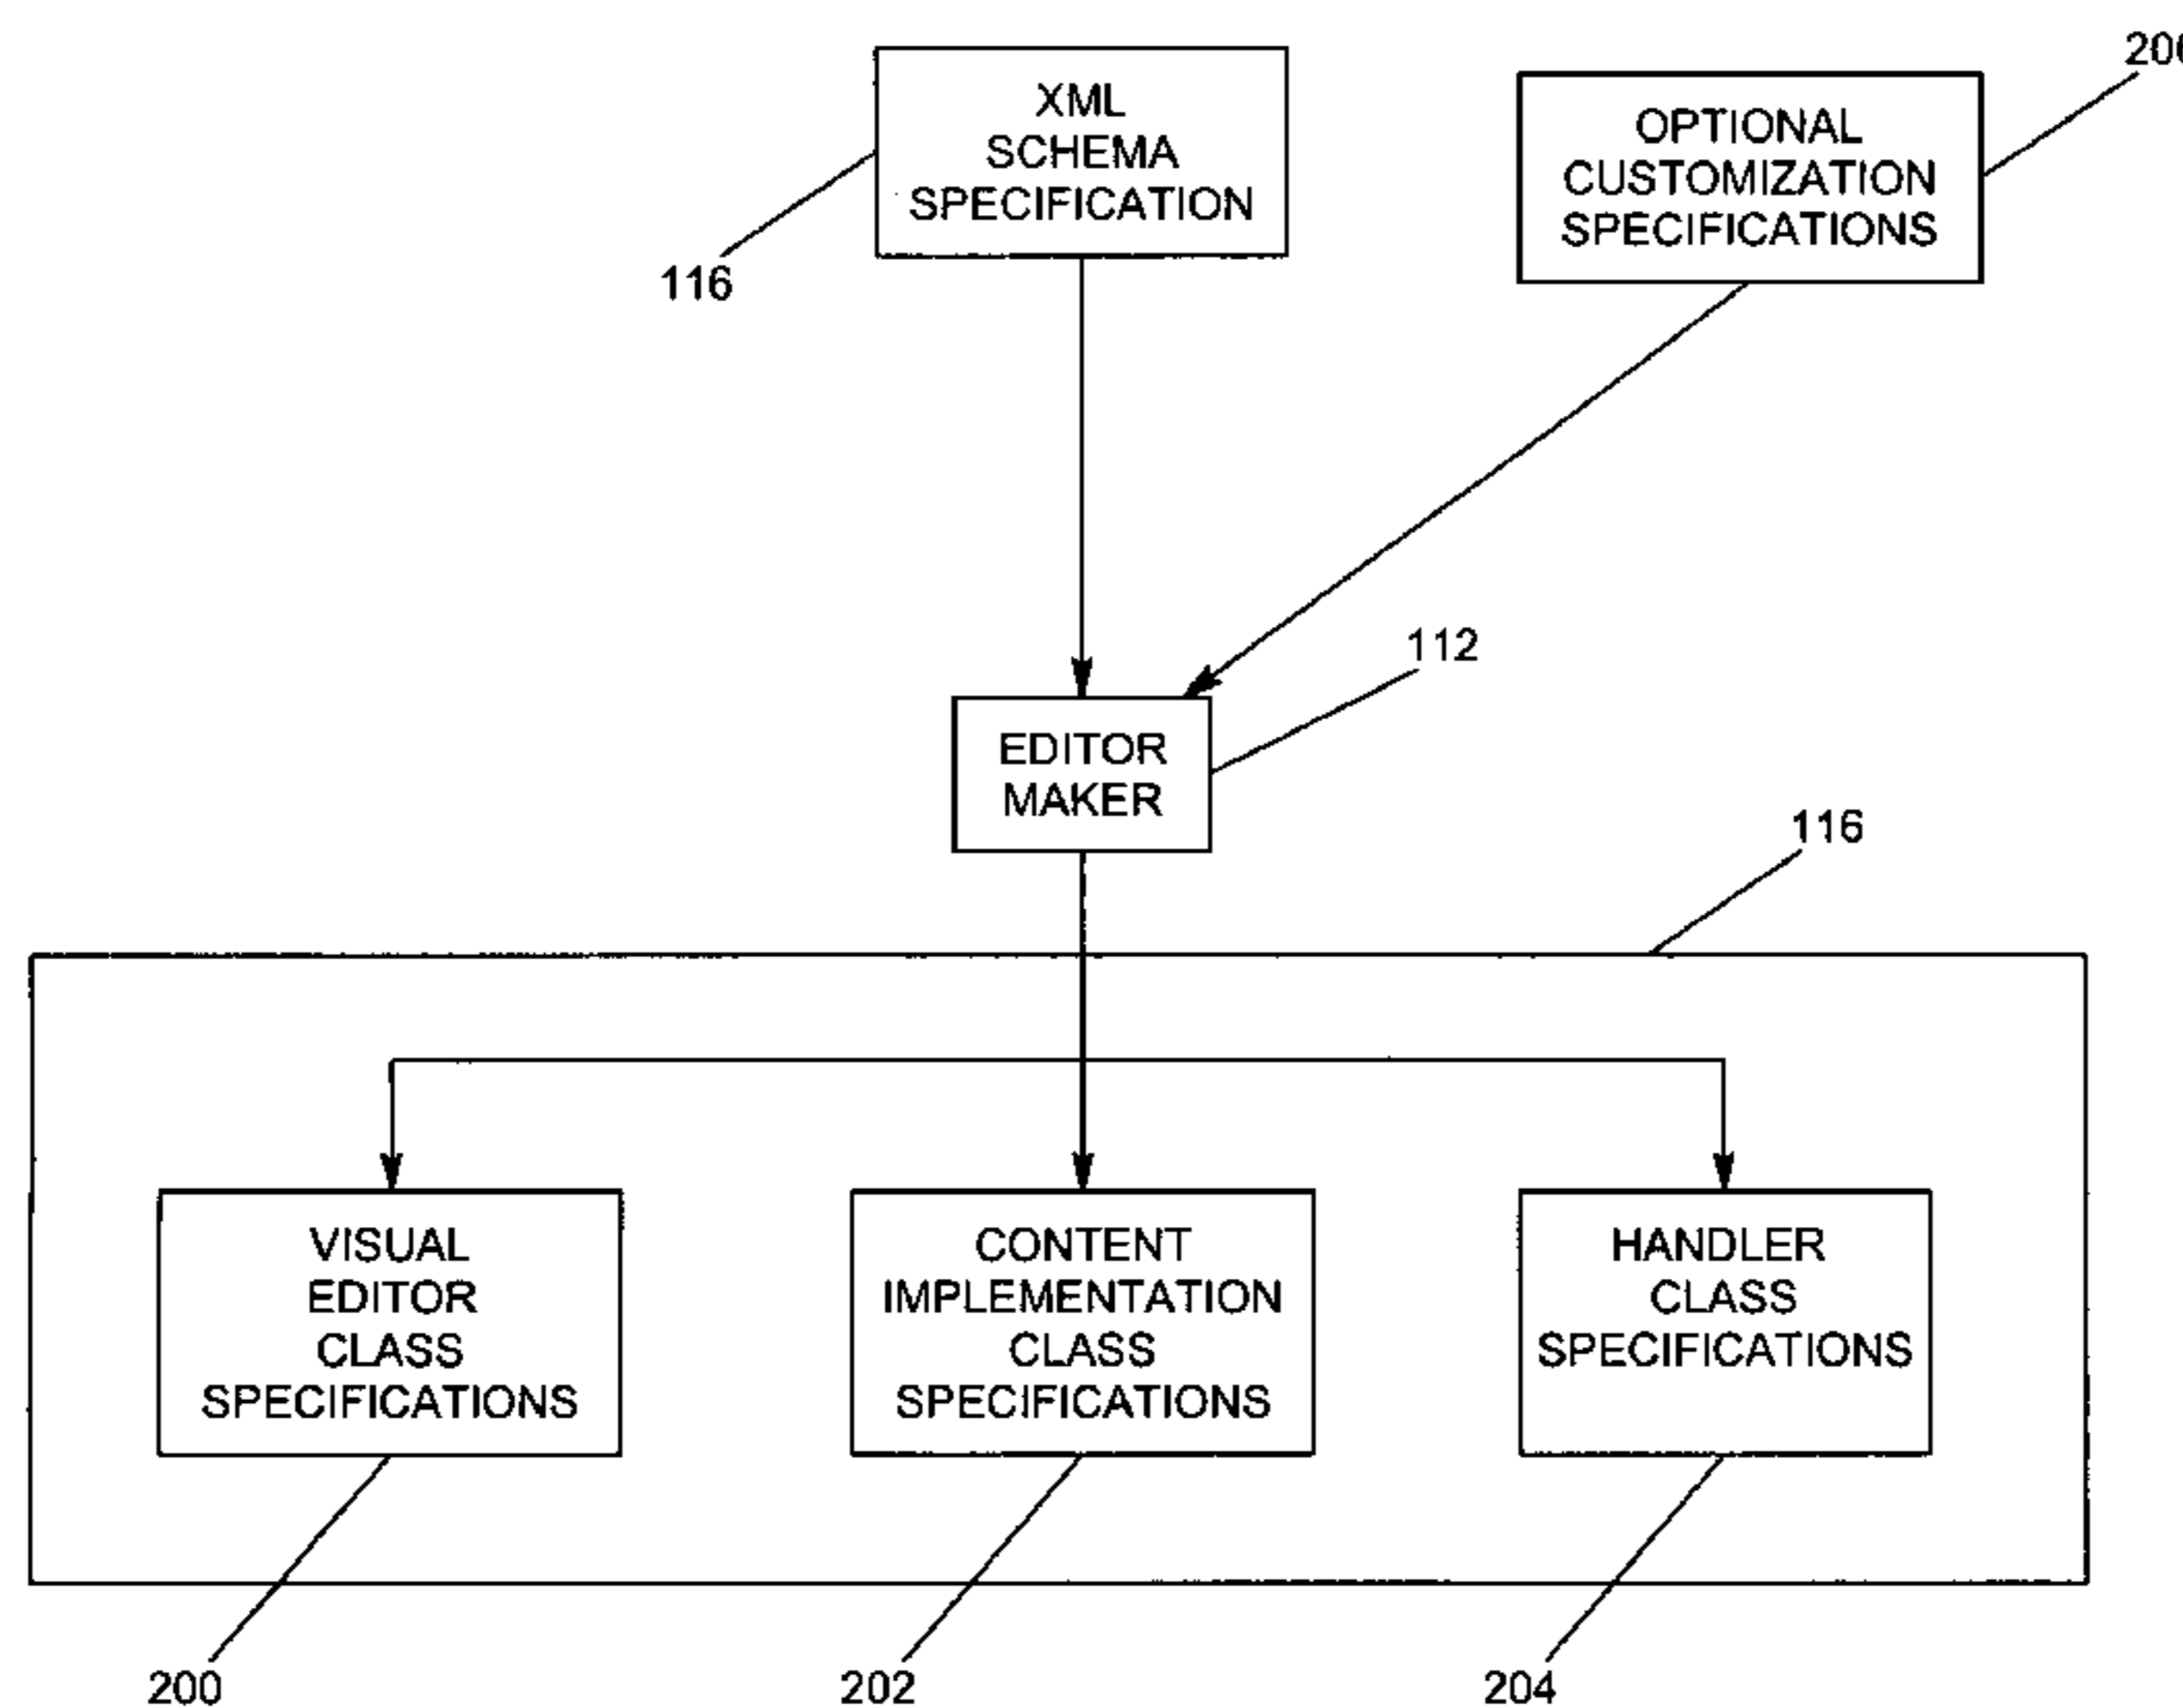 XML
SCHEMA
SPECIFICATION
116
OPTIONAL
CUSTOMIZATION
SPECIFICATIONS
112
EDITOR
MAKER
116
VISUAL
EDITOR
CLASS
SPECIFICATIONS
CONTENT
IMPLEMENTATION
CLASS
SPECIFICATIONS
HANDLER
CLASS
SPECIFICATIONS
200
202
204